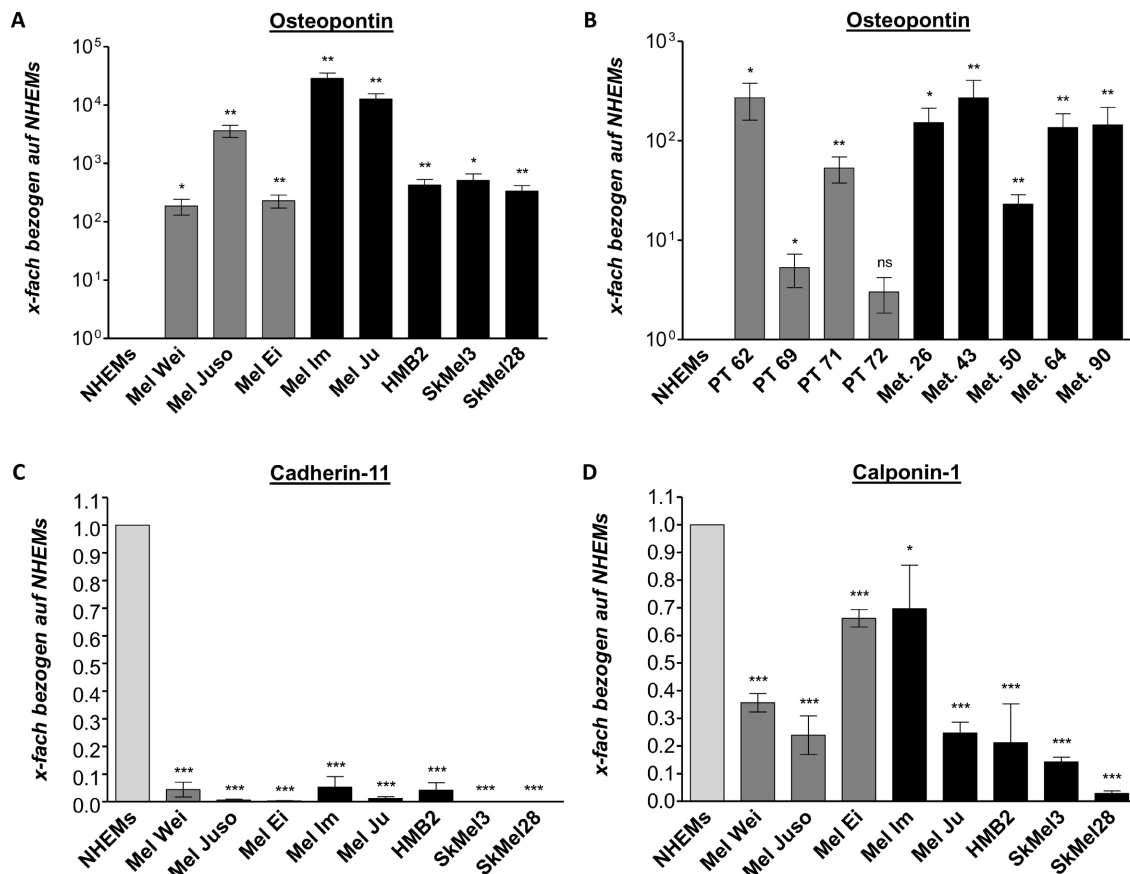 A
Osteopontin
x-fach bezogen auf NHEMs
10^5
10^4
10^3
10^2
10^1
10^0
*
**
**
**
**
**
*
**
NHEMs
Mel Wei
Mel Juso
Mel Ei
Mel Im
Mel Ju
HMB2
SkMel3
SkMel28
B
Osteopontin
x-fach bezogen auf NHEMs
10^3
10^2
10^1
10^0
*
*
**
ns
*
**
**
**
**
NHEMs
PT 62
PT 69
PT 71
PT 72
Met. 26
Met. 43
Met. 50
Met. 64
Met. 90
C
Cadherin-11
x-fach bezogen auf NHEMs
1.1
1.0
0.9
0.8
0.7
0.6
0.5
0.4
0.3
0.2
0.1
0.0
***
***
***
***
***
***
***
***
NHEMs
Mel Wei
Mel Juso
Mel Ei
Mel Im
Mel Ju
HMB2
SkMel3
SkMel28
D
Calponin-1
x-fach bezogen auf NHEMs
1.1
1.0
0.9
0.8
0.7
0.6
0.5
0.4
0.3
0.2
0.1
0.0
***
***
***
*
***
***
***
***
NHEMs
Mel Wei
Mel Juso
Mel Ei
Mel Im
Mel Ju
HMB2
SkMel3
SkMel28